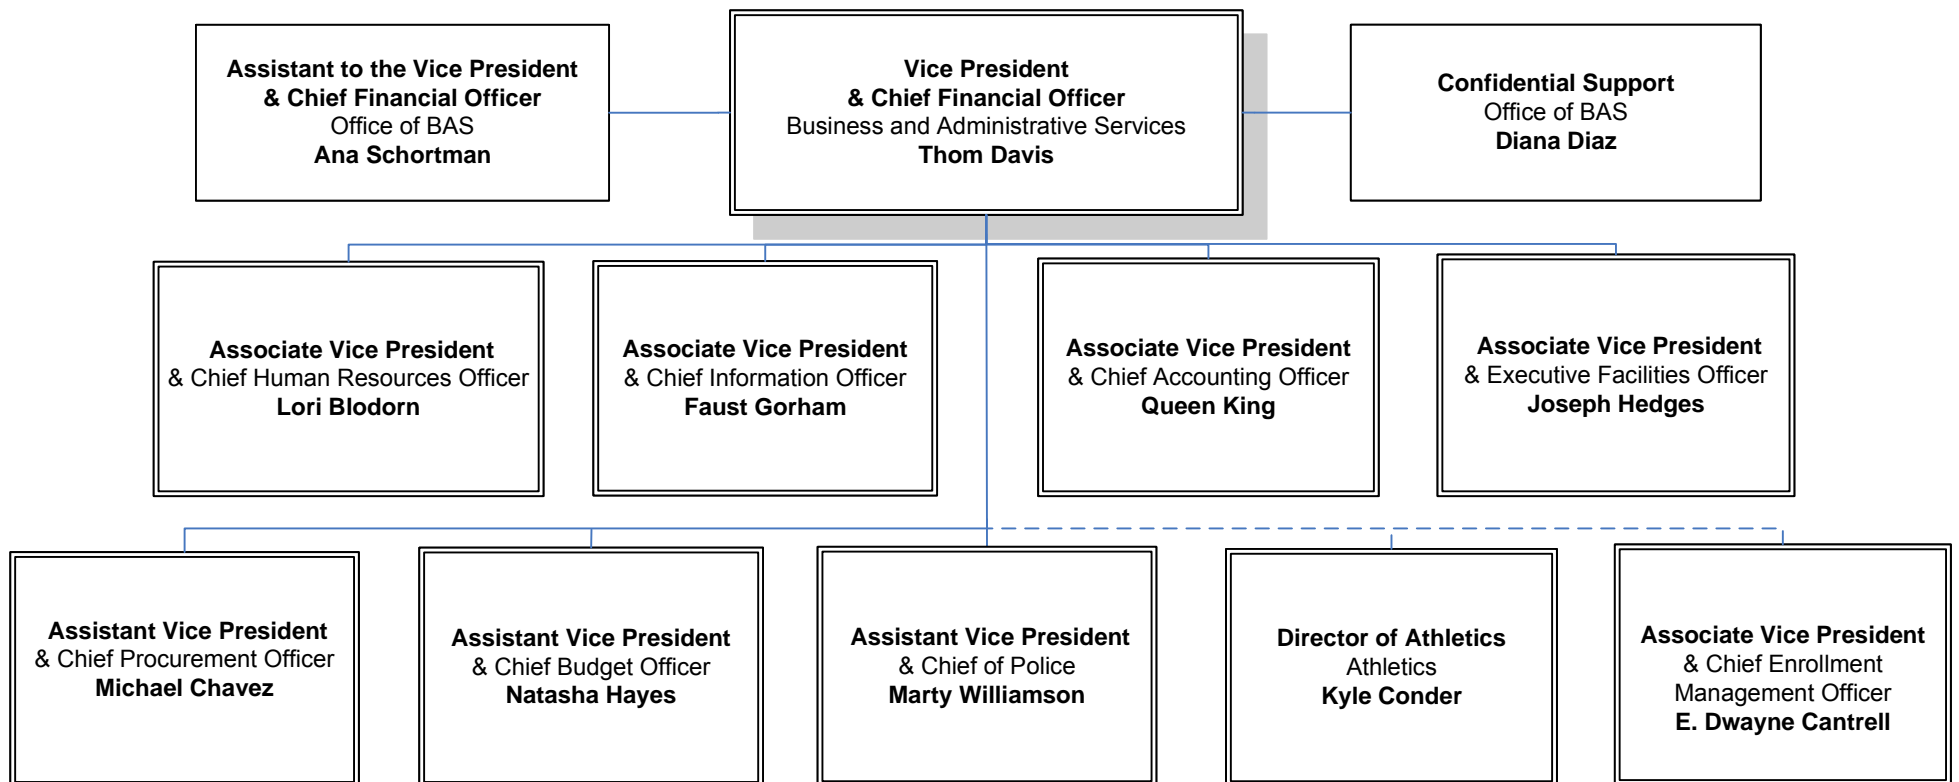 Assistant to the Vice President
& Chief Financial Officer
Office of BAS
Ana Schortman
Vice President
& Chief Financial Officer
Business and Administrative Services
Thom Davis
Confidential Support
Office of BAS
Diana Diaz
Associate Vice President
& Chief Human Resources Officer
Lori Blodorn
Associate Vice President
& Chief Information Officer
Faust Gorham
Associate Vice President
& Chief Accounting Officer
Queen King
Associate Vice President
& Executive Facilities Officer
Joseph Hedges
Assistant Vice President
& Chief Procurement Officer
Michael Chavez
Assistant Vice President
& Chief Budget Officer
Natasha Hayes
Assistant Vice President
& Chief of Police
Marty Williamson
Director of Athletics
Athletics
Kyle Conder
Associate Vice President
& Chief Enrollment
Management Officer
E. Dwayne Cantrell